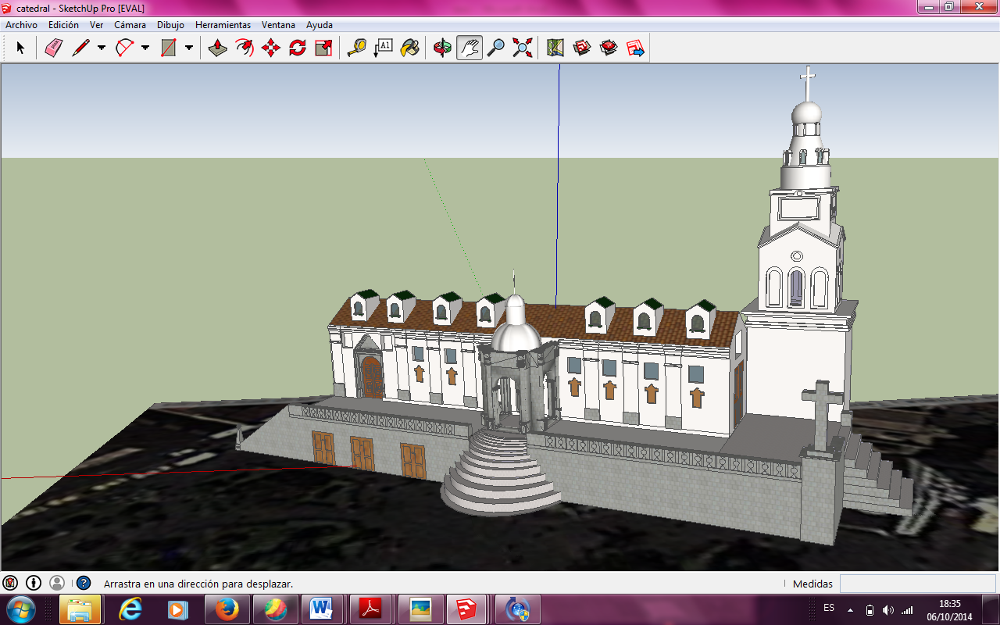 catedral - SketchUp Pro [EVAL]
Archivo Edición Ver Cámara Dibujo Herramientas Ventana Ayuda
A1
Arrastra en una dirección para desplazar.
Medidas
ES
18:35
06/10/2014